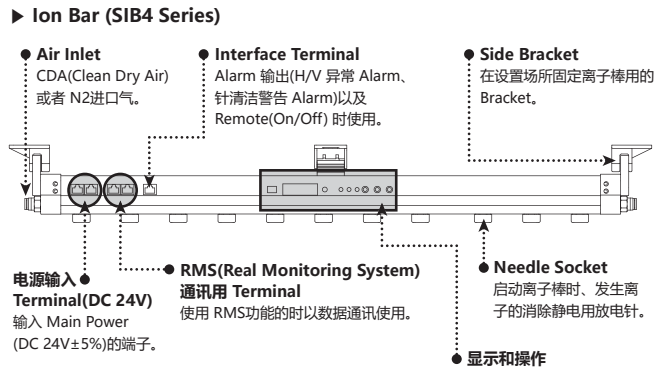 ▶ Ion Bar (SIB4 Series)
Air Inlet
CDA(Clean Dry Air)
或者 N2进口气。
Interface Terminal
Alarm 输出(H/V 异常 Alarm、
针清洁警告 Alarm)以及
Remote(On/Off) 时使用。
Side Bracket
在设置场所固定离子棒用的
Bracket。
电源输入
Terminal(DC 24V)
输入 Main Power
(DC 24V±5%)的端子。
RMS(Real Monitoring System)
通讯用 Terminal
使用 RMS功能的时以数据通讯使用。
Needle Socket
启动离子棒时、发生离
子的消除静电用放电针。
显示和操作